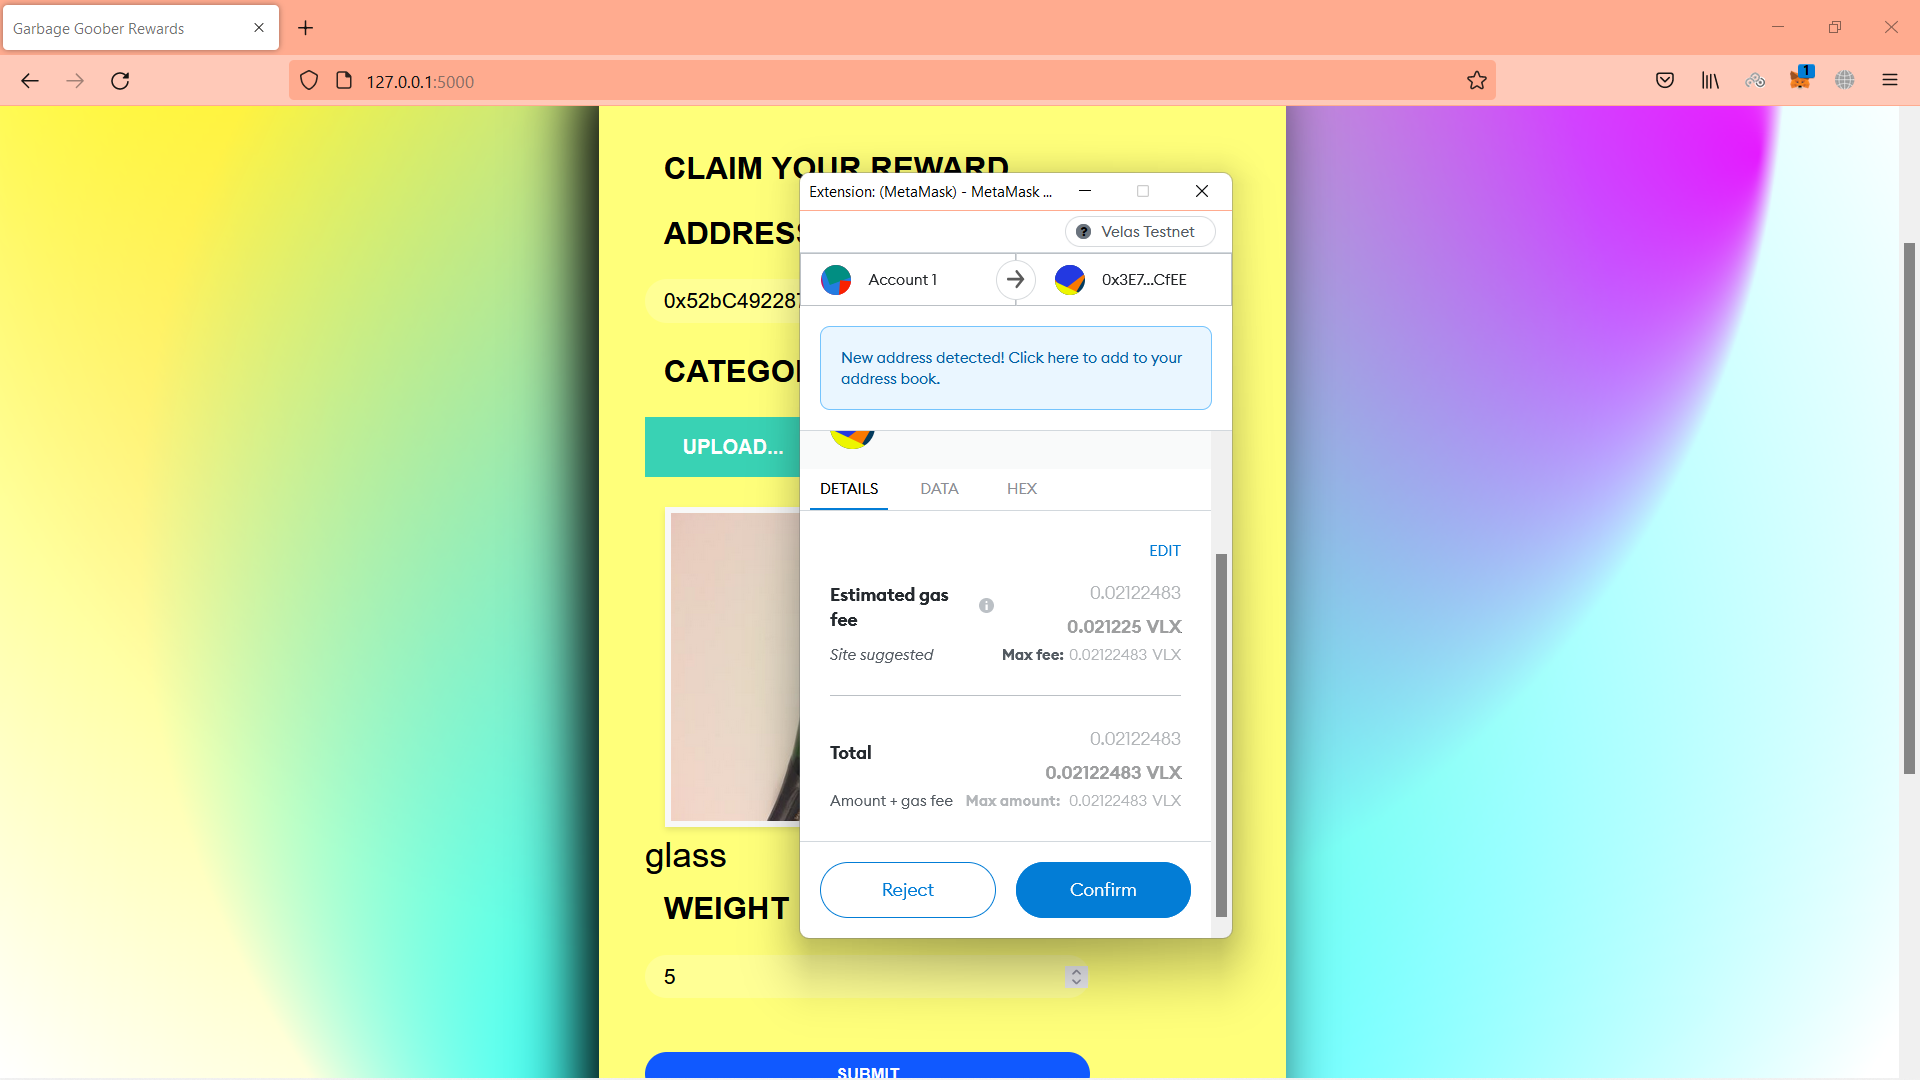 Garbage Goober Rewards
127.0.0.1:5000
1
CLAIM YOUR REWARD
Extension: (MetaMask) - MetaMask ...
Velas Testnet
ADDRESS
Account 1
0x3E7...CfEE
0x52bC492287
New address detected! Click here to add to your
address book.
CATEGOR
UPLOAD...
DETAILS DATA HEX
EDIT
Estimated gas
fee
0.02122483
0.021225 VLX
Site suggested
Max fee: 0.02122483 VLX
Total
0.02122483
0.02122483 VLX
Amount + gas fee Max amount: 0.02122483 VLX
glass
Reject
Confirm
WEIGHT
5
SUBMIT